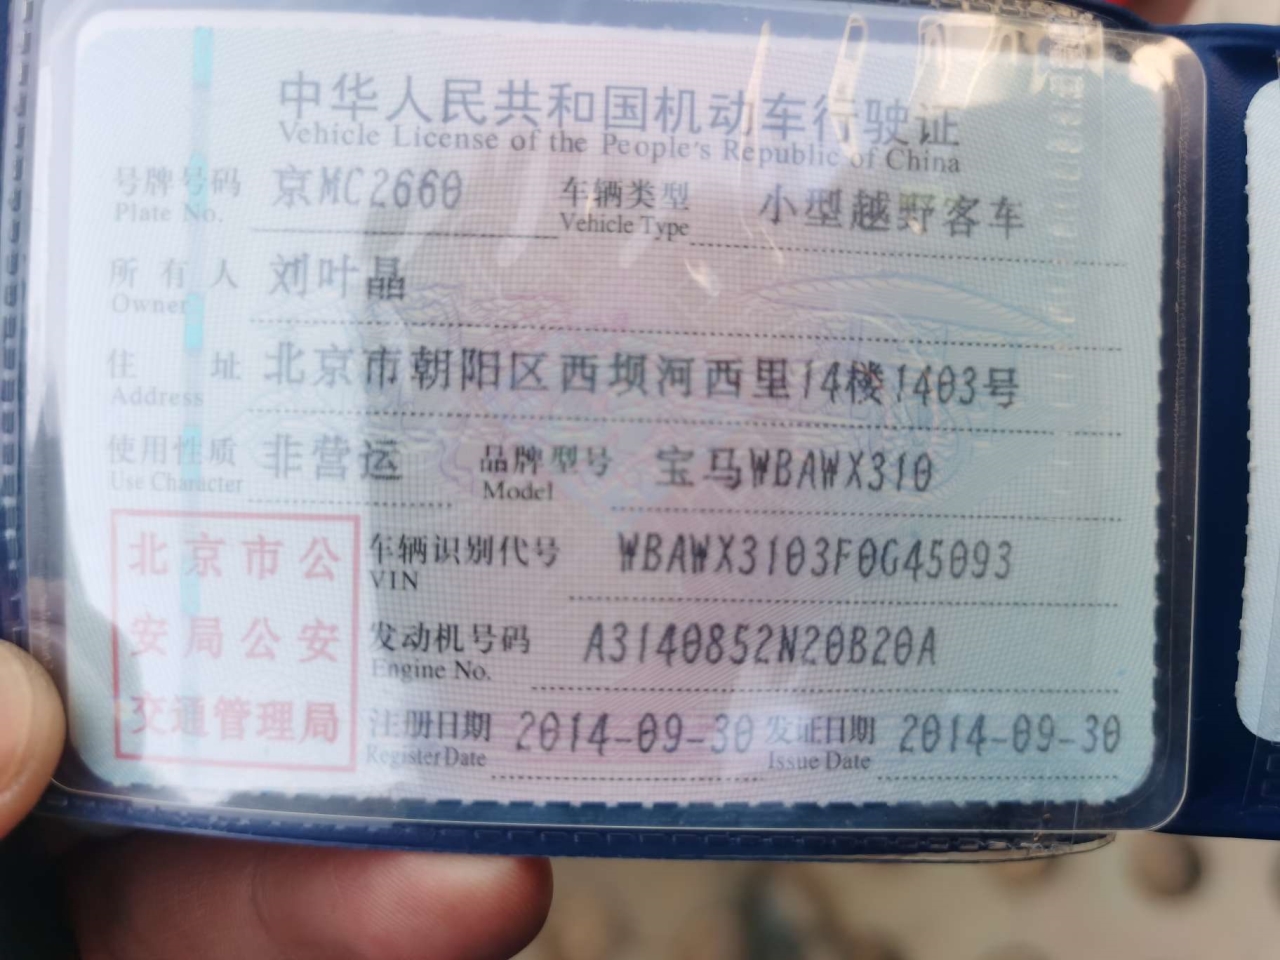 中华人民共和国机动车行驶证
Vehicle License of the People's Republic of China
号牌号码 京MC2660 车辆类型 小型越野客车
Plate No. Vehicle Type
所有人 刘叶晶
Owner
住址 北京市朝阳区西坝河西里14楼1403号
Address
使用性质 非营运 品牌型号 宝马WBAWX310
Use Character Model
北京市公
安局公安
交通管理局
车辆识别代号 WBAWX3103F0G45093
VIN
发动机号码 A3140852N20B20A
Engine No.
注册日期 2014-09-30 发证日期 2014-09-30
Register Date Issue Date